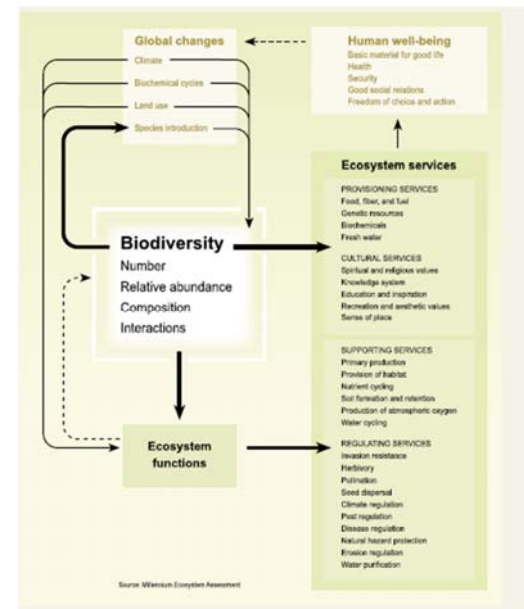 Global changes
Climate
Biochemical cycles
Land use
Species introduction
Human well-being
Basic material for good life
Health
Security
Good social relations
Freedom of choice and action
Biodiversity
Number
Relative abundance
Composition
Interactions
Ecosystem
functions
Ecosystem services
PROVISIONING SERVICES
Food, fiber, and fuel
Genetic resources
Biochemicals
Fresh water
CULTURAL SERVICES
Spiritual and religious values
Knowledge system
Education and inspiration
Recreation and aesthetic values
Sense of place
SUPPORTING SERVICES
Primary production
Provision of habitat
Nutrient cycling
Soil formation and retention
Production of atmospheric oxygen
Water cycling
REGULATING SERVICES
Invasion resistance
Herbivory
Pollination
Seed dispersal
Climate regulation
Pest regulation
Disease regulation
Natural hazard protection
Erosion regulation
Water purification
Source: Millennium Ecosystem Assessment